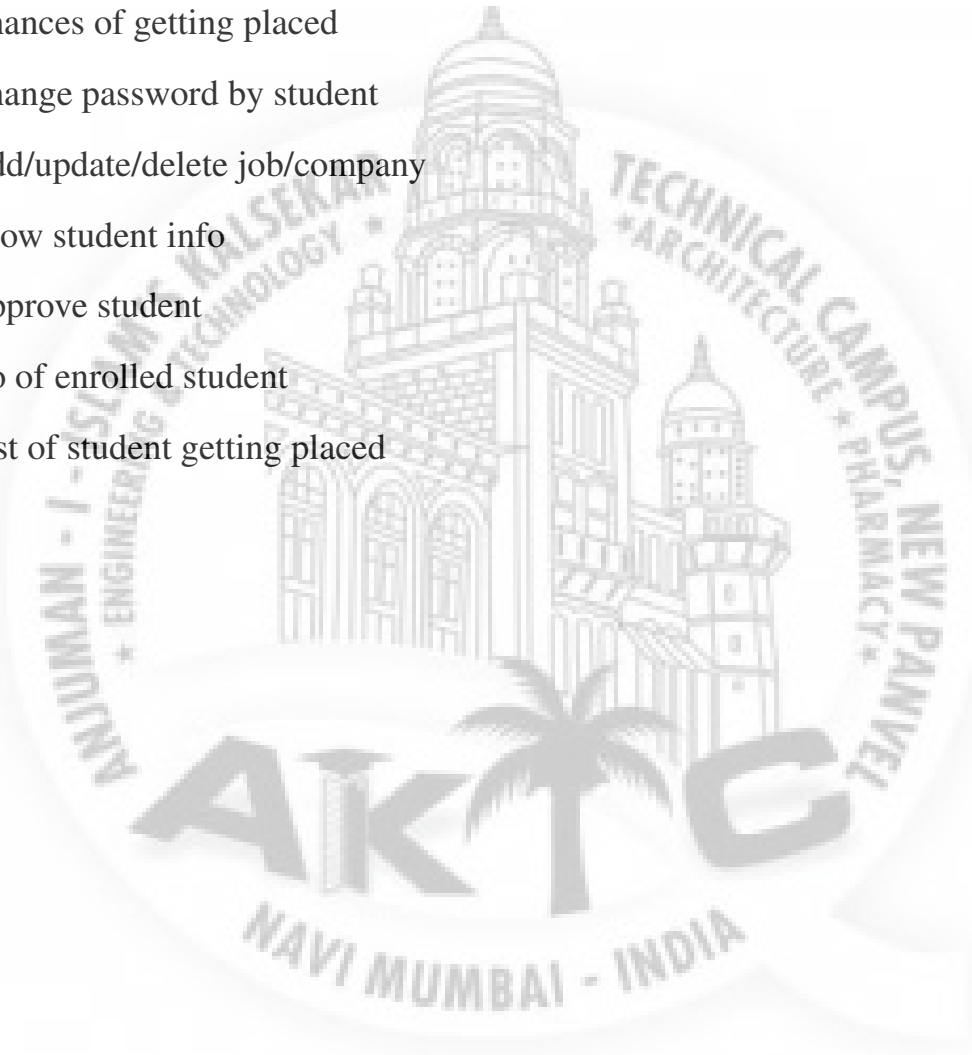 hances of getting placed
hange password by student
dd/update/delete job/company
ow student info
pprove student
o of enrolled student
st of student getting placed
ANJUMAN - I - ISLAM'S KALSEKAR TECHNICAL CAMPUS, NEW PANVEL
* ENGINEERING & TECHNOLOGY * *ARCHITECTURE * PHARMACY*
AKTC
NAVI MUMBAI - INDIA